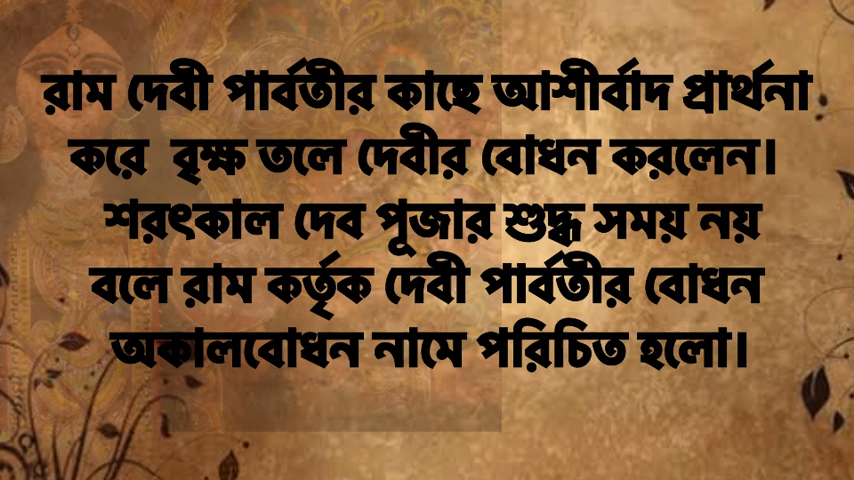 রাম দেবী পার্বতীর কাছে আশীর্বাদ প্রার্থনা
করে বৃক্ষ তলে দেবীর বোধন করলেন।
শরৎকাল দেব পূজার শুদ্ধ সময় নয়
বলে রাম কর্তৃক দেবী পার্বতীর বোধন
অকালবোধন নামে পরিচিত হলো।